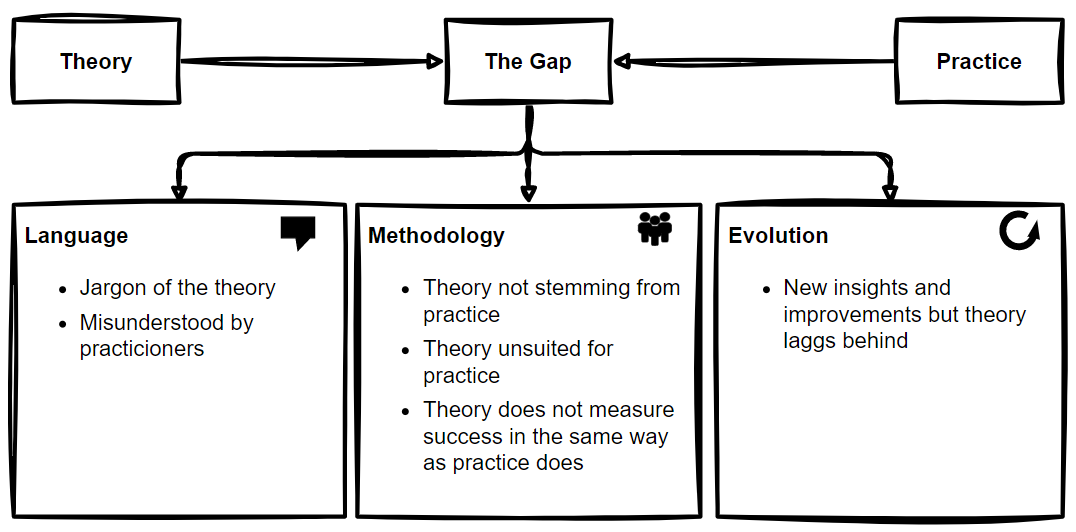 Theory
The Gap
Practice
Language
• Jargon of the theory
• Misunderstood by
practicioners
Methodology
• Theory not stemming from
practice
• Theory unsuited for
practice
• Theory does not measure
success in the same way
as practice does
Evolution
• New insights and
improvements but theory
laggs behind